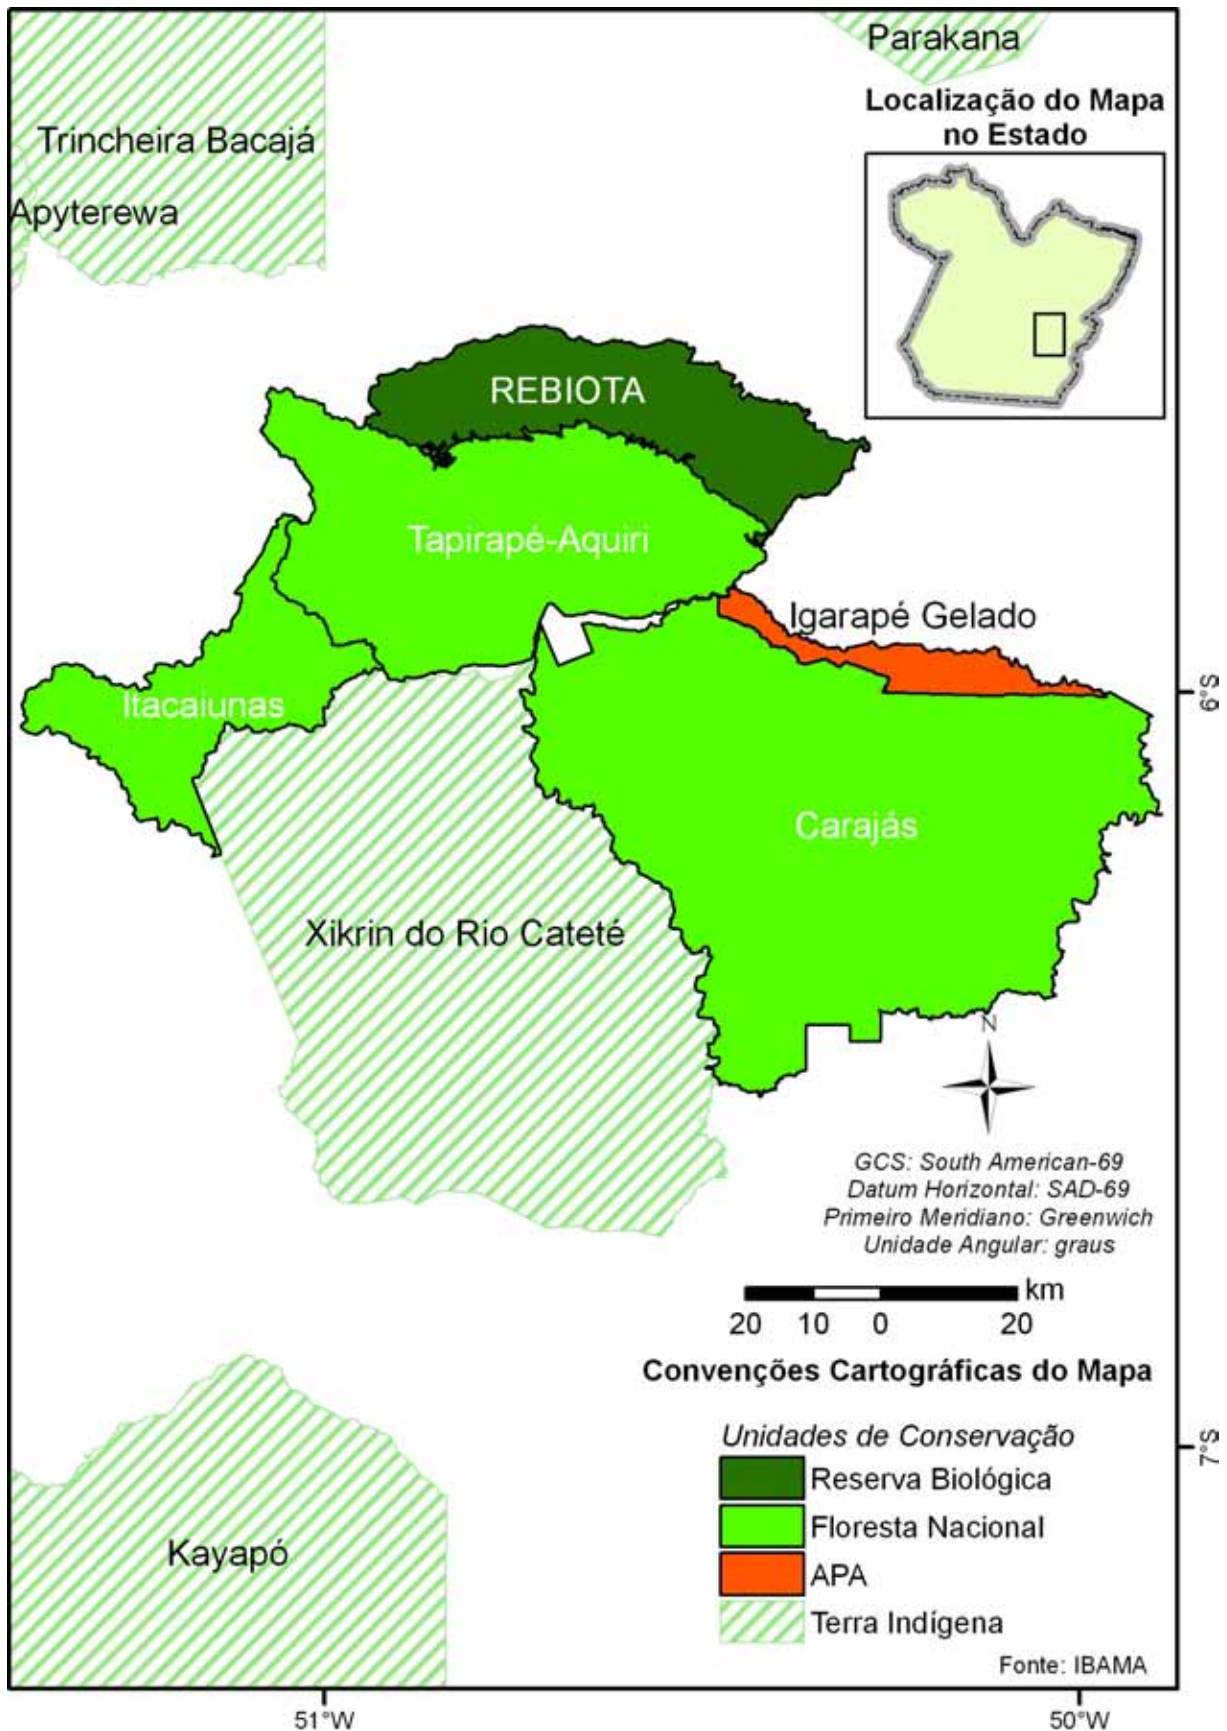 Parakana
Localização do Mapa
no Estado
Trincheira Bacajá
Apyterewa
REBIOTA
Tapirapé-Aquiri
Igarapé Gelado
Itacaiunas
6°S
Carajás
Xikrin do Rio Cateté
N
GCS: South American-69
Datum Horizontal: SAD-69
Primeiro Meridiano: Greenwich
Unidade Angular: graus
km
20 10 0 20
Convenções Cartográficas do Mapa
Unidades de Conservação
Reserva Biológica
Floresta Nacional
APA
Terra Indígena
Fonte: IBAMA
7°S
Kayapó
51°W
50°W